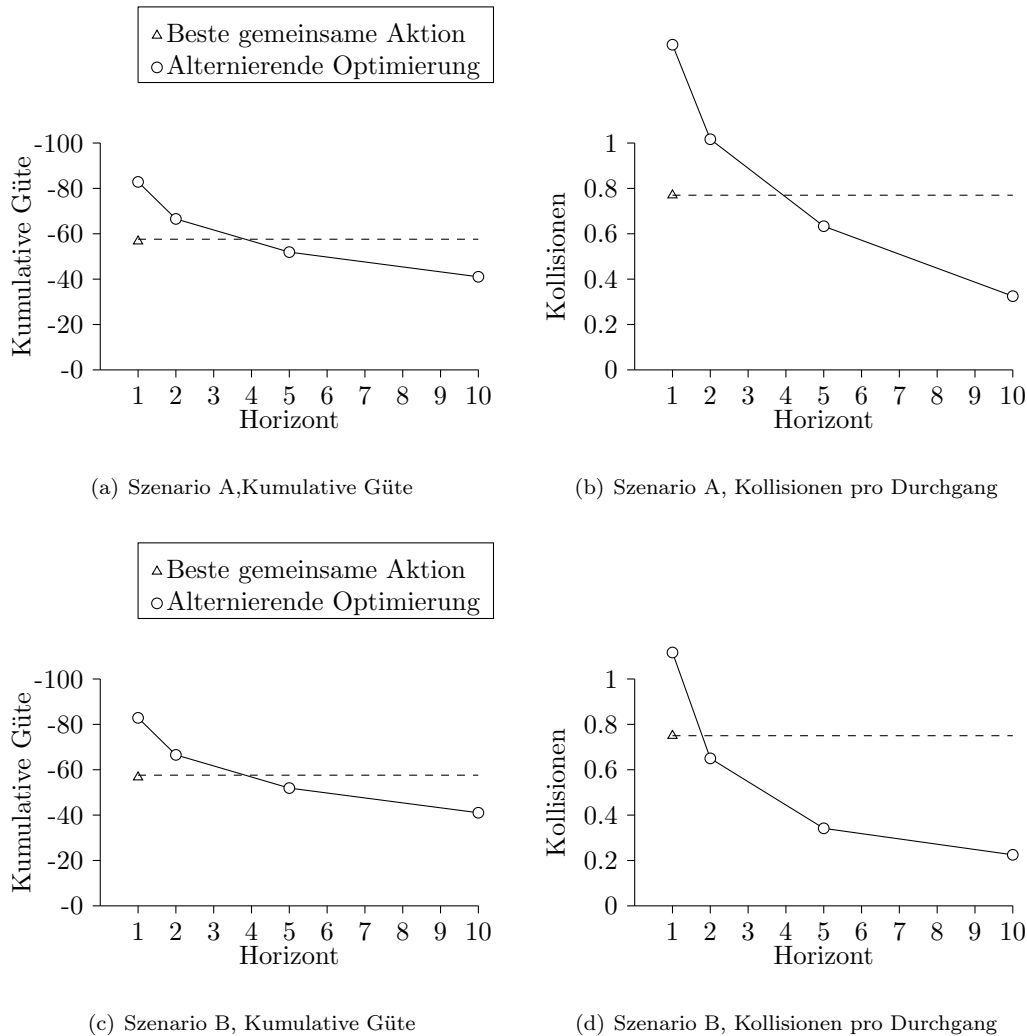 Beste gemeinsame Aktion
Alternierende Optimierung
Kumulative Güte
-100
-80
-60
-40
-20
-0
1 2 3 4 5 6 7 8 9 10
Horizont
(a) Szenario A,Kumulative Güte
Kollisionen
1
0.8
0.6
0.4
0.2
0
1 2 3 4 5 6 7 8 9 10
Horizont
(b) Szenario A, Kollisionen pro Durchgang
Beste gemeinsame Aktion
Alternierende Optimierung
Kumulative Güte
-100
-80
-60
-40
-20
-0
1 2 3 4 5 6 7 8 9 10
Horizont
(c) Szenario B, Kumulative Güte
Kollisionen
1
0.8
0.6
0.4
0.2
0
1 2 3 4 5 6 7 8 9 10
Horizont
(d) Szenario B, Kollisionen pro Durchgang